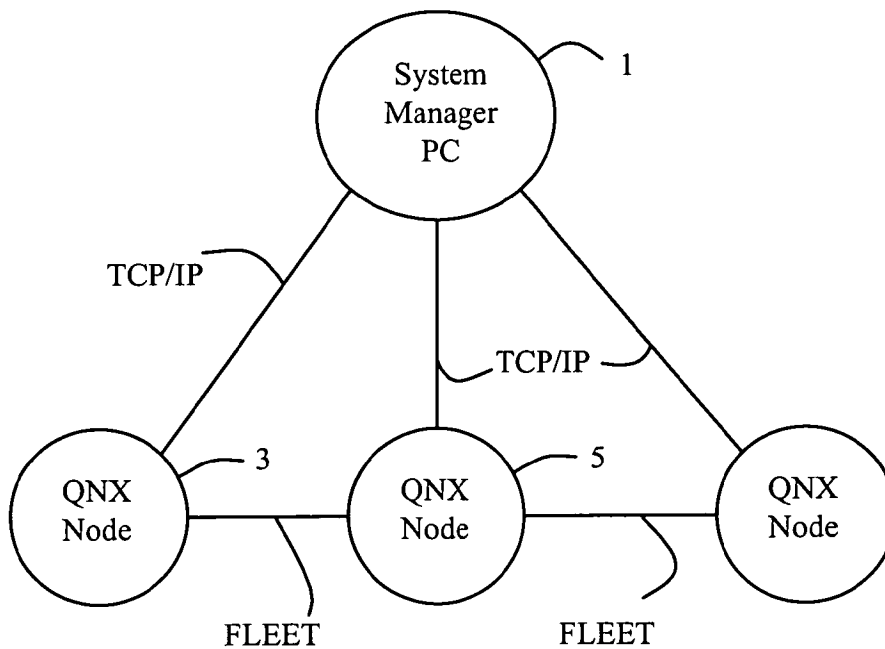 System
Manager
PC
1
TCP/IP
TCP/IP
3
5
QNX
Node
QNX
Node
QNX
Node
FLEET
FLEET